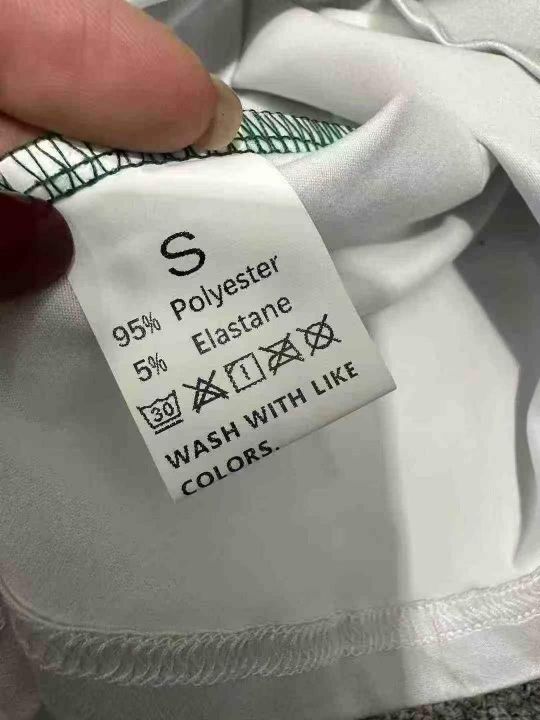 S
95% Polyester
5% Elastane
30
WASH WITH LIKE
COLORS.